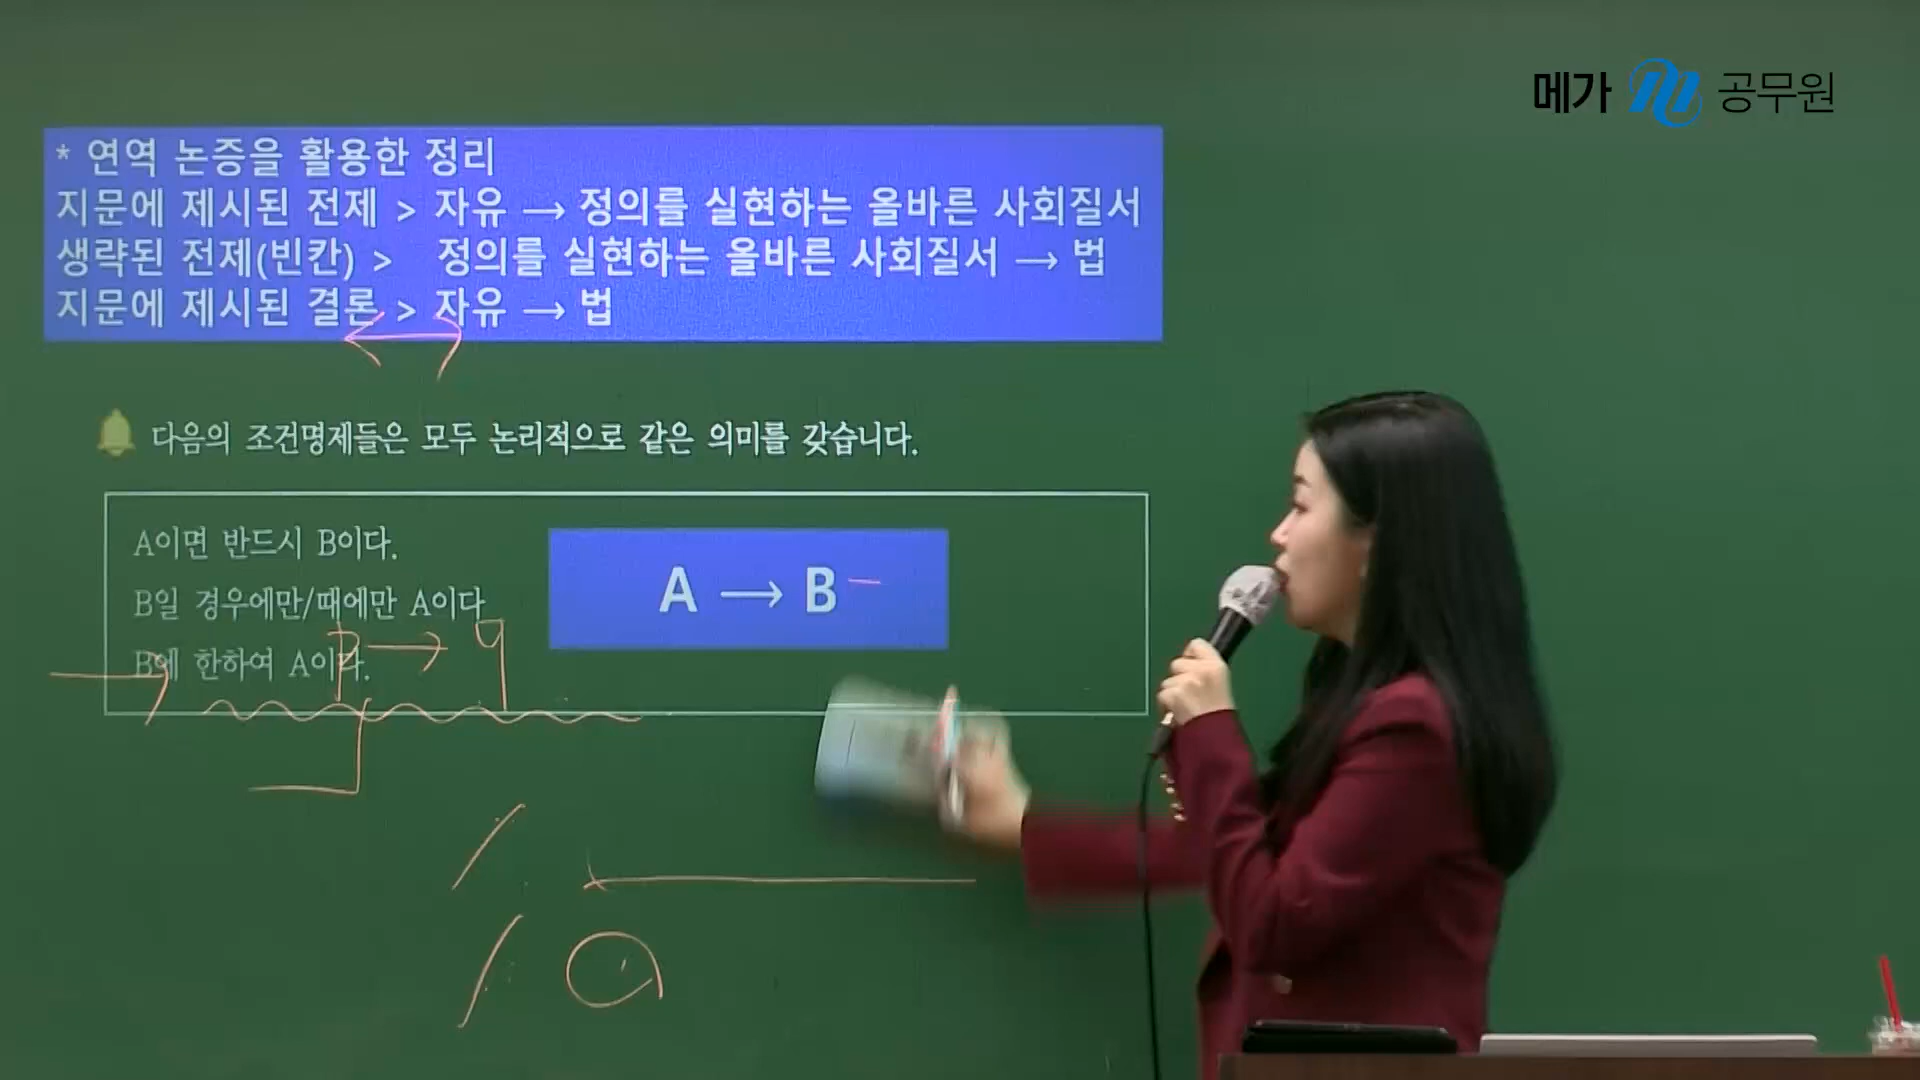 메가 공무원
* 연역 논증을 활용한 정리
지문에 제시된 전제 > 자유 → 정의를 실현하는 올바른 사회질서
생략된 전제(빈칸) > 정의를 실현하는 올바른 사회질서 → 법
지문에 제시된 결론 > 자유 → 법
다음의 조건명제들은 모두 논리적으로 같은 의미를 갖습니다.
A이면 반드시 B이다.
B일 경우에만/때에만 A이다
B에 한하여 A이다.
A → B
P → q